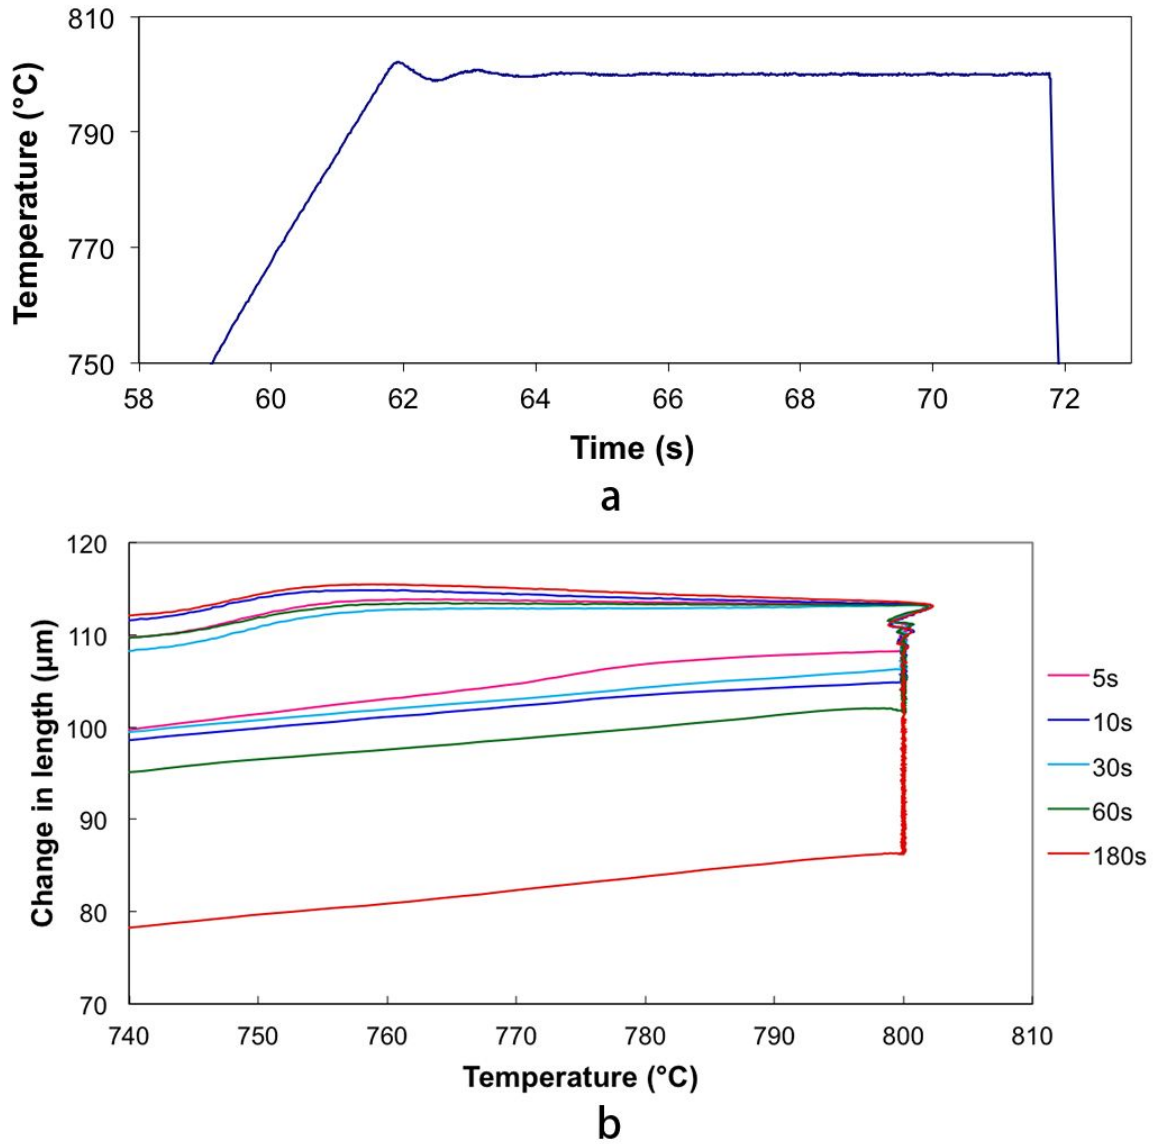 810
790
770
750
Temperature (°C)
58 60 62 64 66 68 70 72
Time (s)
a
120
110
100
90
80
70
Change in length (μm)
740 750 760 770 780 790 800 810
Temperature (°C)
5s
10s
30s
60s
180s
b